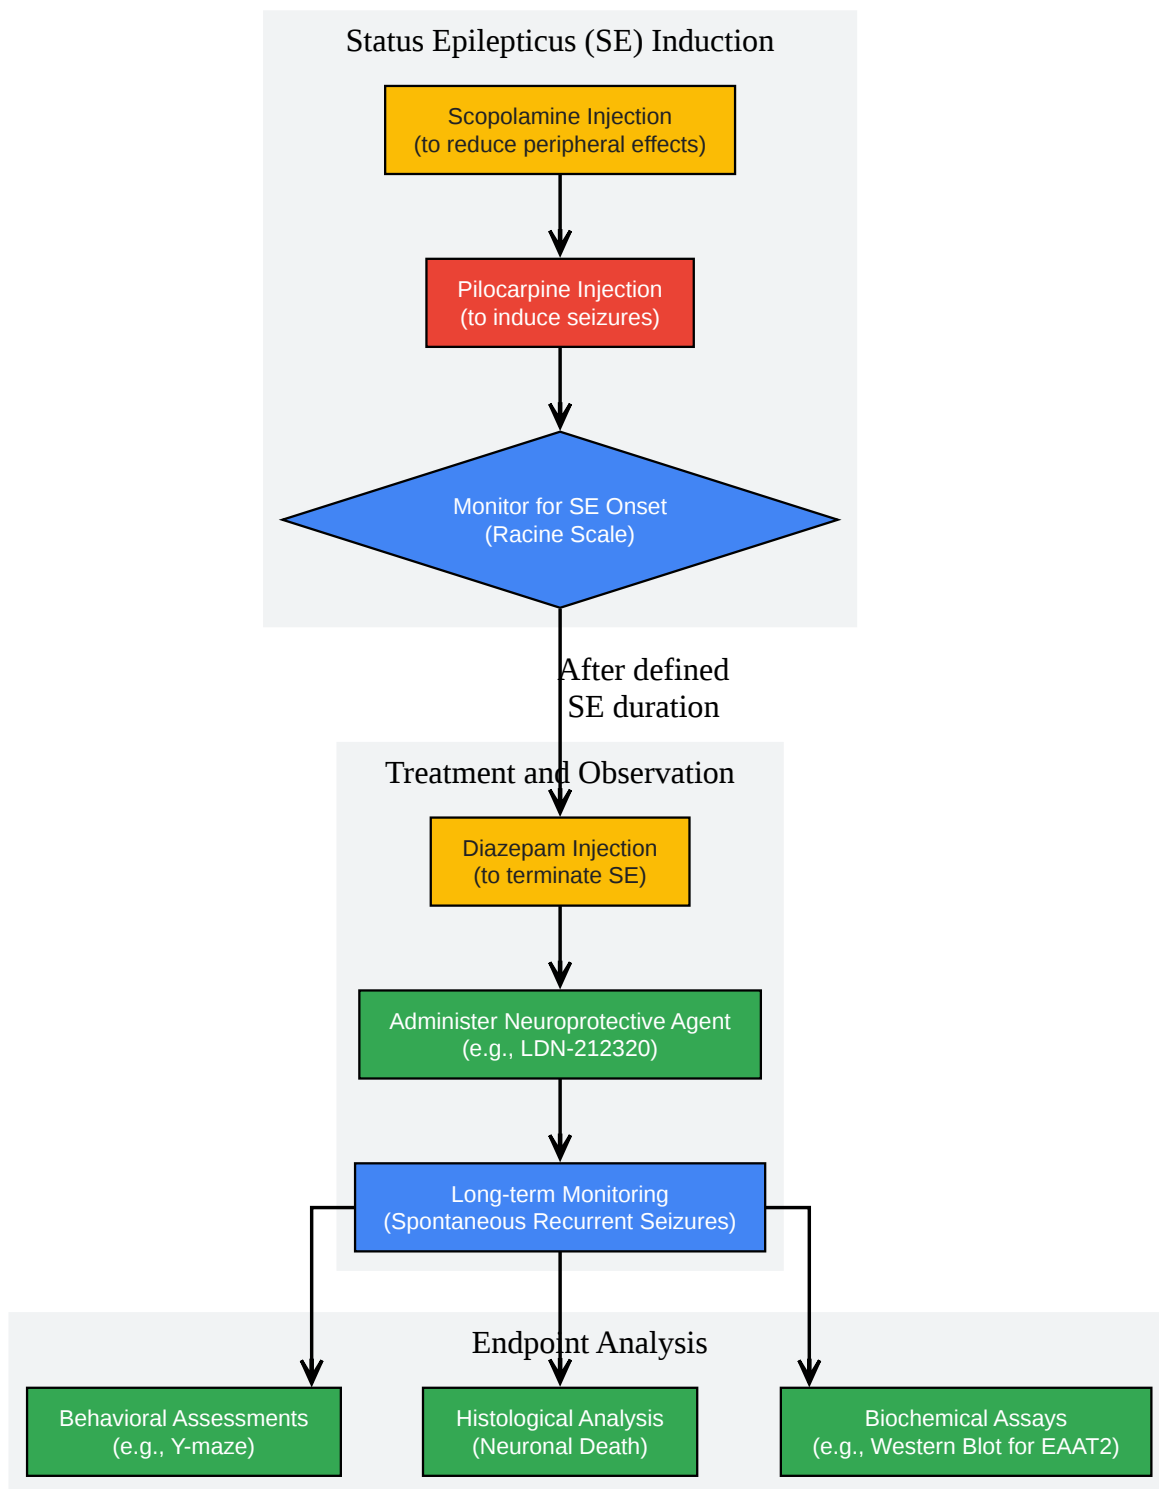 Status Epilepticus (SE) Induction
Scopolamine Injection
(to reduce peripheral effects)
Pilocarpine Injection
(to induce seizures)
Monitor for SE Onset
(Racine Scale)
After defined
SE duration
Treatment and Observation
Diazepam Injection
(to terminate SE)
Administer Neuroprotective Agent
(e.g., LDN-212320)
Long-term Monitoring
(Spontaneous Recurrent Seizures)
Endpoint Analysis
Behavioral Assessments
(e.g., Y-maze)
Histological Analysis
(Neuronal Death)
Biochemical Assays
(e.g., Western Blot for EAAT2)